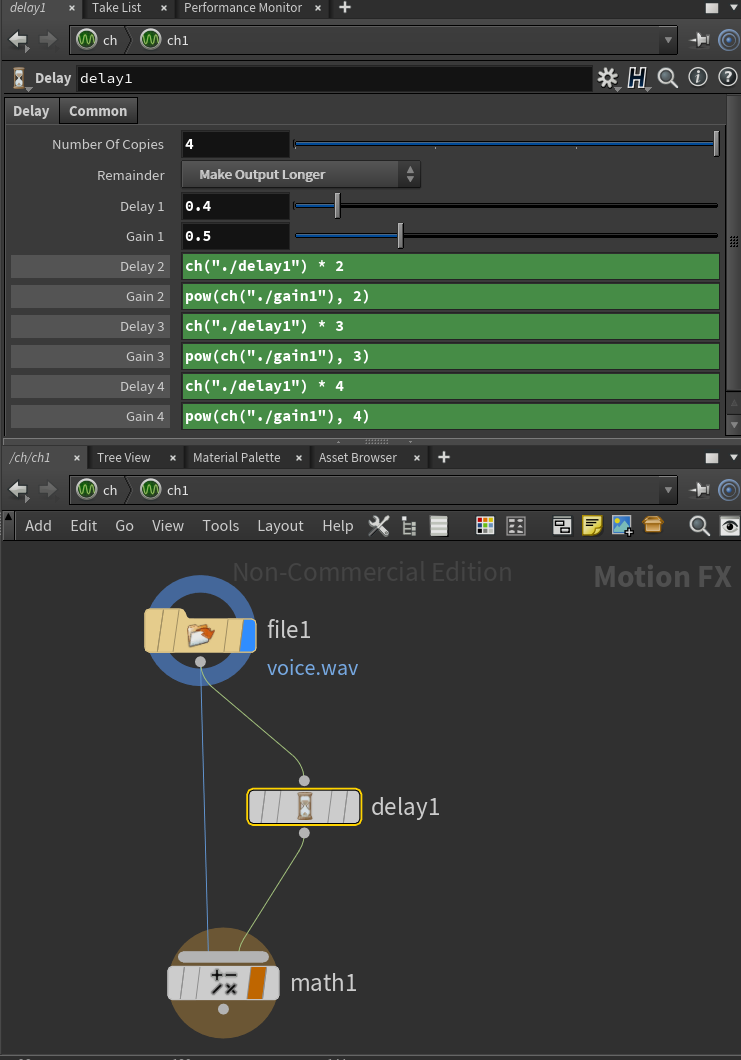 delay1 × Take List × Performance Monitor × +
ch ch1
Delay delay1
Delay Common
Number Of Copies 4
Remainder Make Output Longer
Delay 1 0.4
Gain 1 0.5
Delay 2 ch("./delay1") * 2
Gain 2 pow(ch("./gain1"), 2)
Delay 3 ch("./delay1") * 3
Gain 3 pow(ch("./gain1"), 3)
Delay 4 ch("./delay1") * 4
Gain 4 pow(ch("./gain1"), 4)
/ch/ch1 × Tree View × Material Palette × Asset Browser × +
ch ch1
Add Edit Go View Tools Layout Help
Non-Commercial Edition Motion FX
file1
voice.wav
delay1
math1